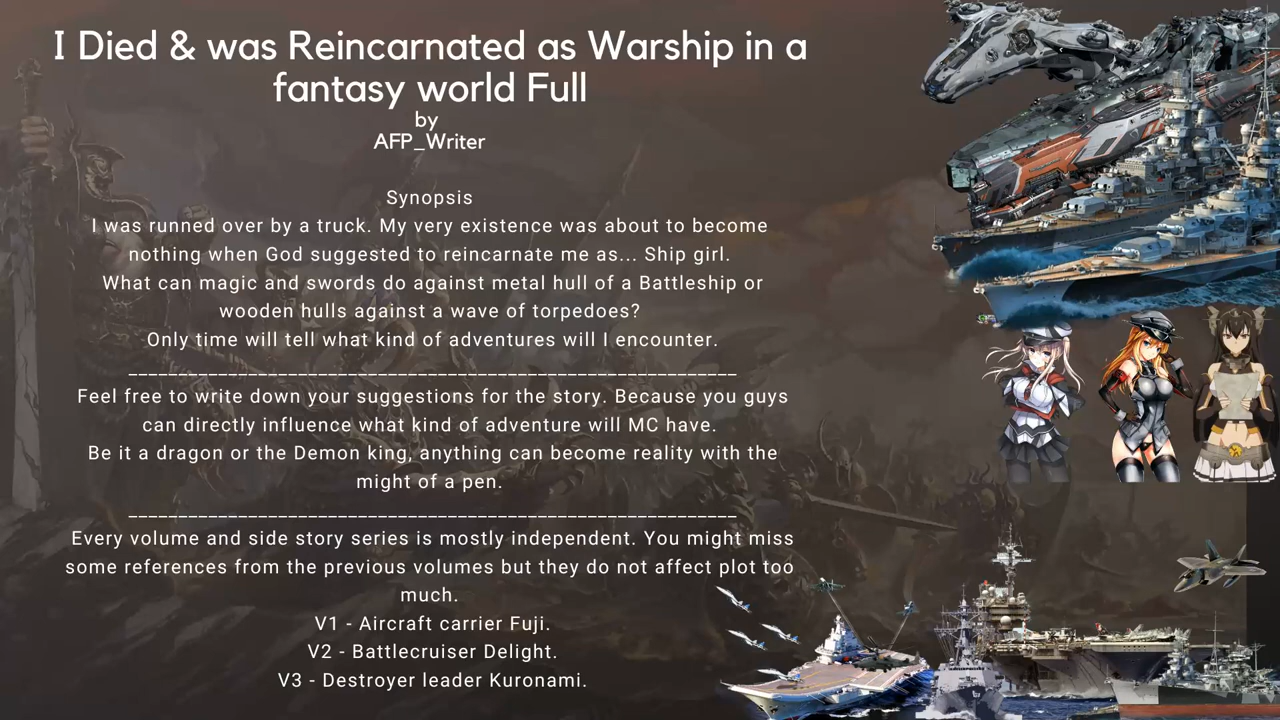 I Died & was Reincarnated as Warship in a
fantasy world Full
by
AFP_Writer
Synopsis
I was runned over by a truck. My very existence was about to become
nothing when God suggested to reincarnate me as... Ship girl.
What can magic and swords do against metal hull of a Battleship or
wooden hulls against a wave of torpedoes?
Only time will tell what kind of adventures will I encounter.
_____________________________________________________________
Feel free to write down your suggestions for the story. Because you guys
can directly influence what kind of adventure will MC have.
Be it a dragon or the Demon king, anything can become reality with the
might of a pen.
_____________________________________________________________
Every volume and side story series is mostly independent. You might miss
some references from the previous volumes but they do not affect plot too
much.
V1 - Aircraft carrier Fuji.
V2 - Battlecruiser Delight.
V3 - Destroyer leader Kuronami.